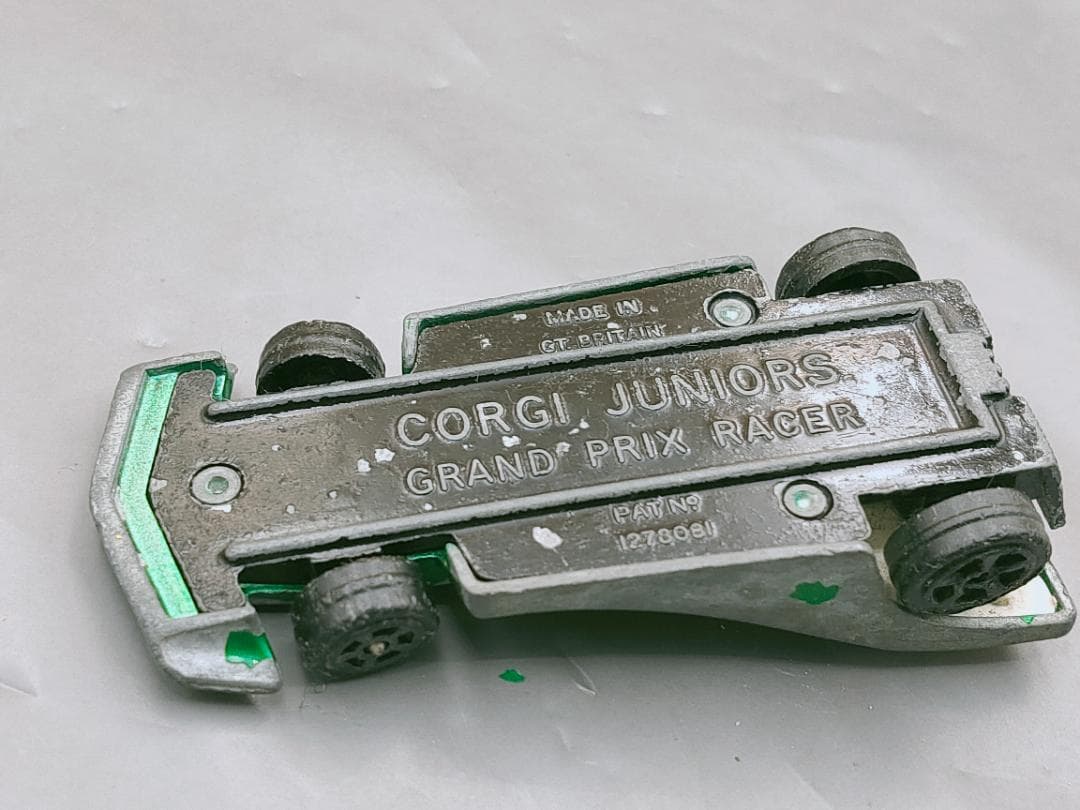 MADE IN
GT. BRITAIN
CORGI JUNIORS
GRAND PRIX RACER
PAT Nº
1278081